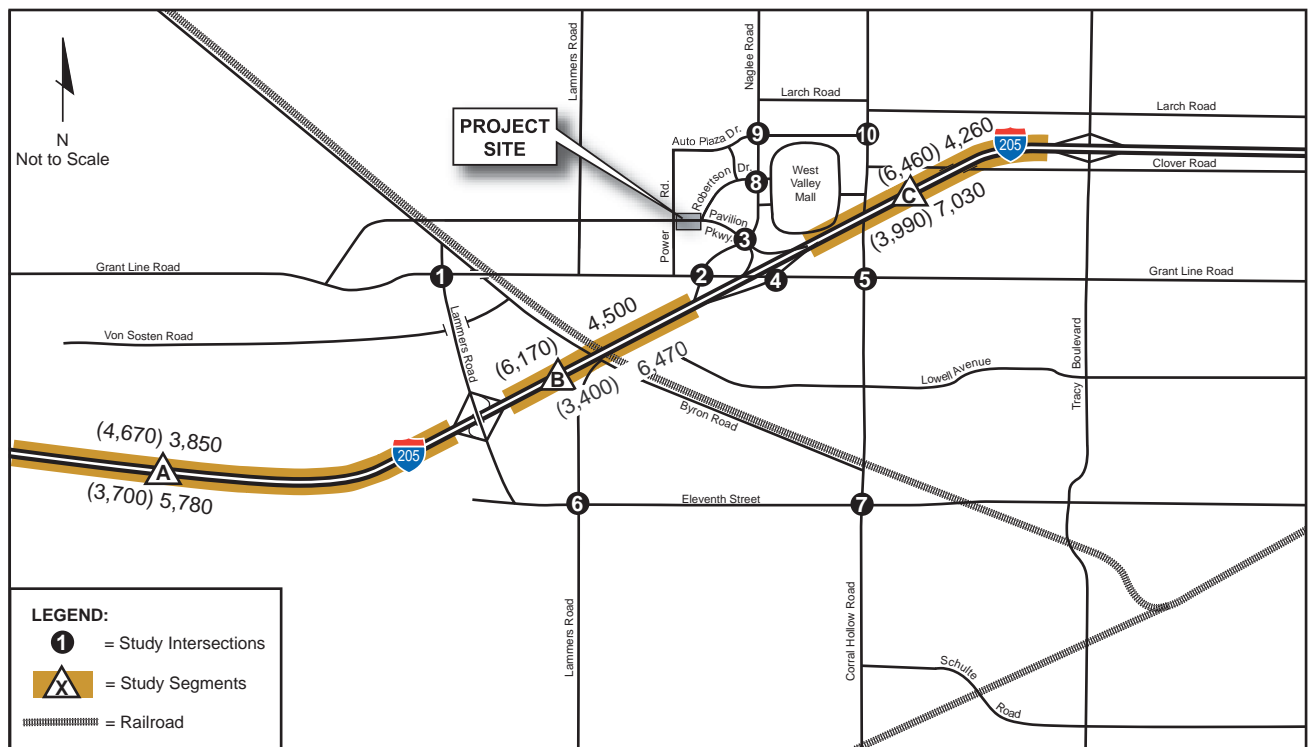 N
Not to Scale
PROJECT
SITE
Lammers Road
Naglee Road
Larch Road
Larch Road
Auto Plaza Dr.
9
10
(6,460) 4,260
205
Clover Road
Robertson Dr.
8
West
Valley
Mall
C
(3,990) 7,030
Power Rd.
Pavilion
Pkwy.
3
Grant Line Road
1
2
4
5
Grant Line Road
Von Sosten Road
Lammers Road
4,500
(6,170)
B
6,470
(3,400)
Byron Road
Lowell Avenue
Tracy Boulevard
(4,670) 3,850
A
205
(3,700) 5,780
6
Eleventh Street
7
Lammers Road
Corral Hollow Road
Schulte
Road
LEGEND:
1 = Study Intersections
X = Study Segments
= Railroad